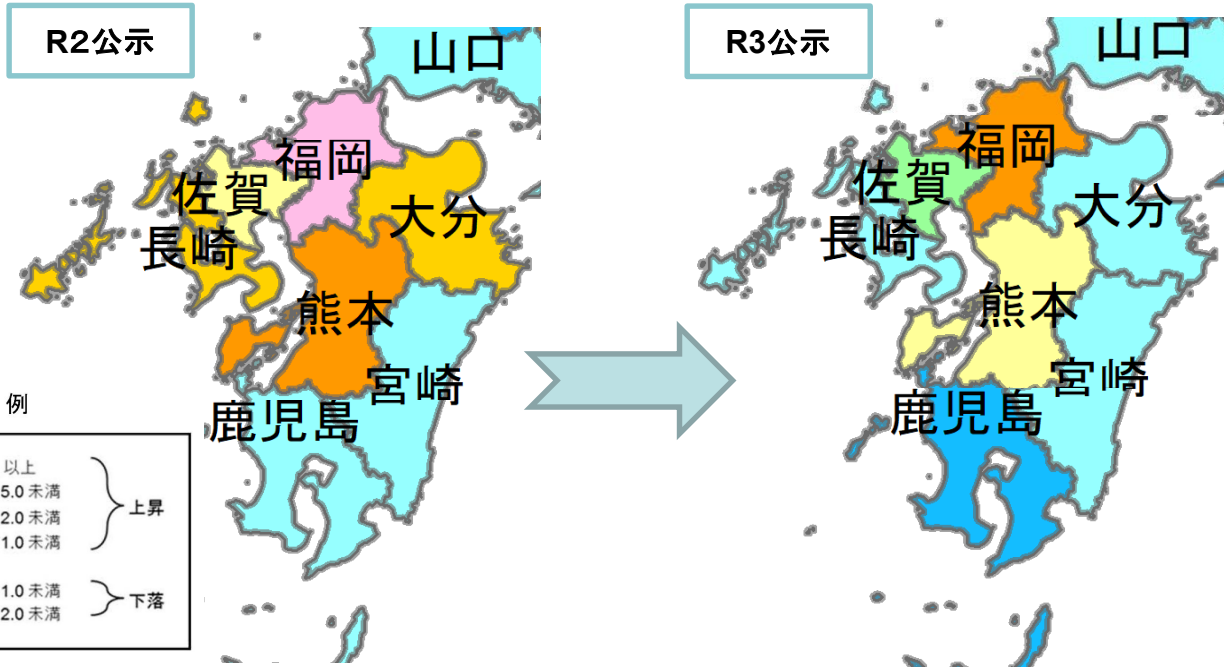 R2公示
山口
福岡
佐賀
大分
長崎
熊本
宮崎
鹿児島
例
以上
5.0 未満
2.0 未満
1.0 未満
上昇
1.0 未満
2.0 未満
下落
R3公示
山口
福岡
佐賀
大分
長崎
熊本
宮崎
鹿児島